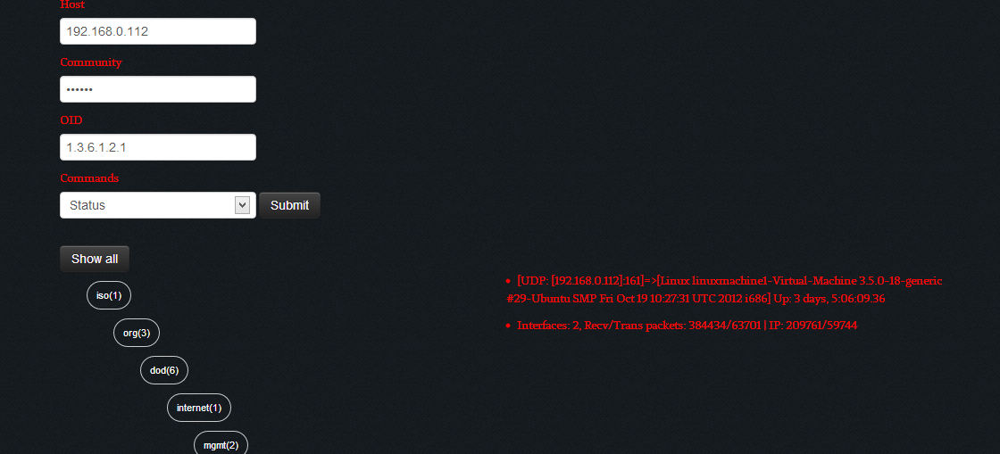 Host
192.168.0.112
Community
••••••
OID
1.3.6.1.2.1
Commands
Status
Submit
Show all
iso(1)
org(3)
dod(6)
internet(1)
mgmt(2)
• [UDP: [192.168.0.112]:161]=>[Linux linuxmachine1-Virtual-Machine 3.5.0-18-generic
#29-Ubuntu SMP Fri Oct 19 10:27:31 UTC 2012 i686] Up: 3 days, 5:06:09.36
• Interfaces: 2, Recv/Trans packets: 384434/63701 | IP: 209761/59744